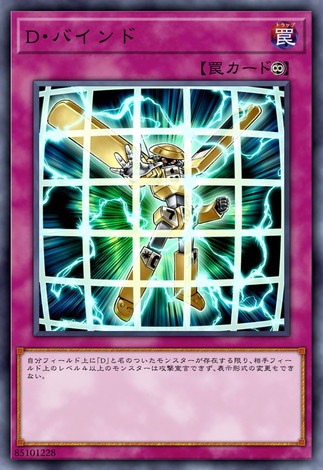 D・バインド
トラップ
罠
【罠カード】
自分フィールド上に「D」と名のついたモンスターが存在する限り、相手フィー
ルド上のレベル4以上のモンスターは攻撃宣言できず、表示形式の変更もでき
ない。
85101228